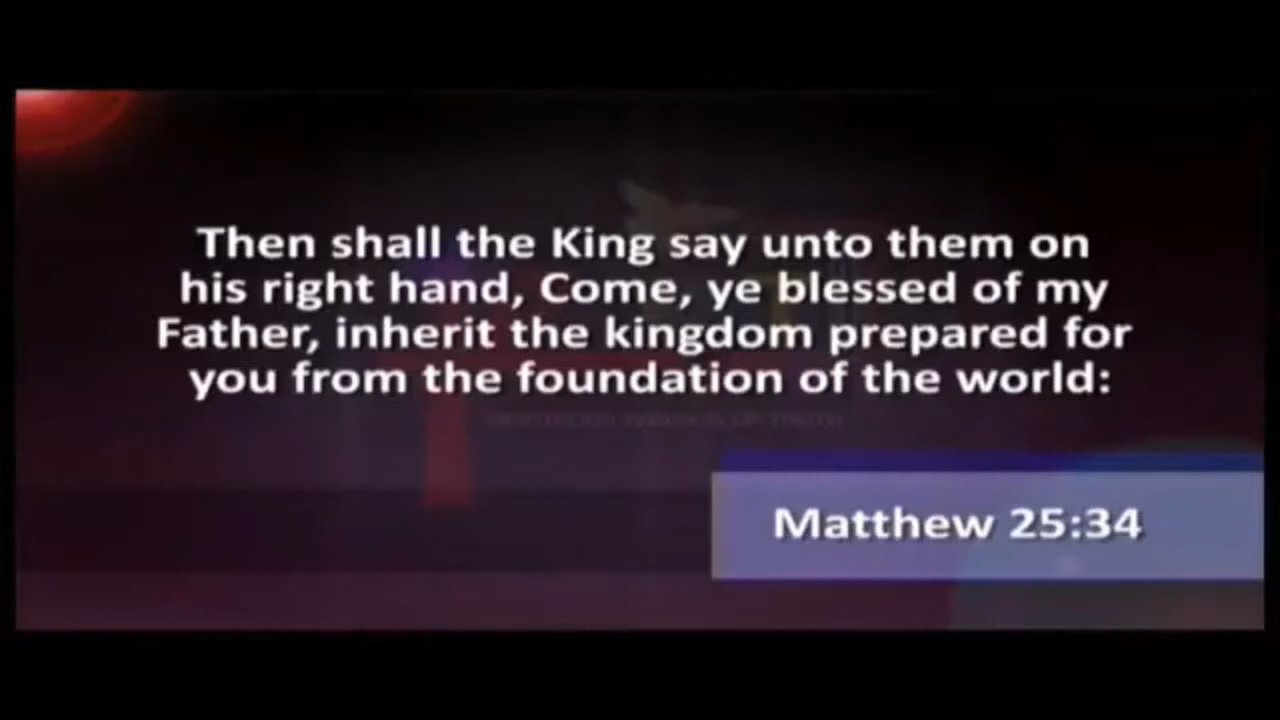 Then shall the King say unto them on
his right hand, Come, ye blessed of my
Father, inherit the kingdom prepared for
you from the foundation of the world:
Matthew 25:34